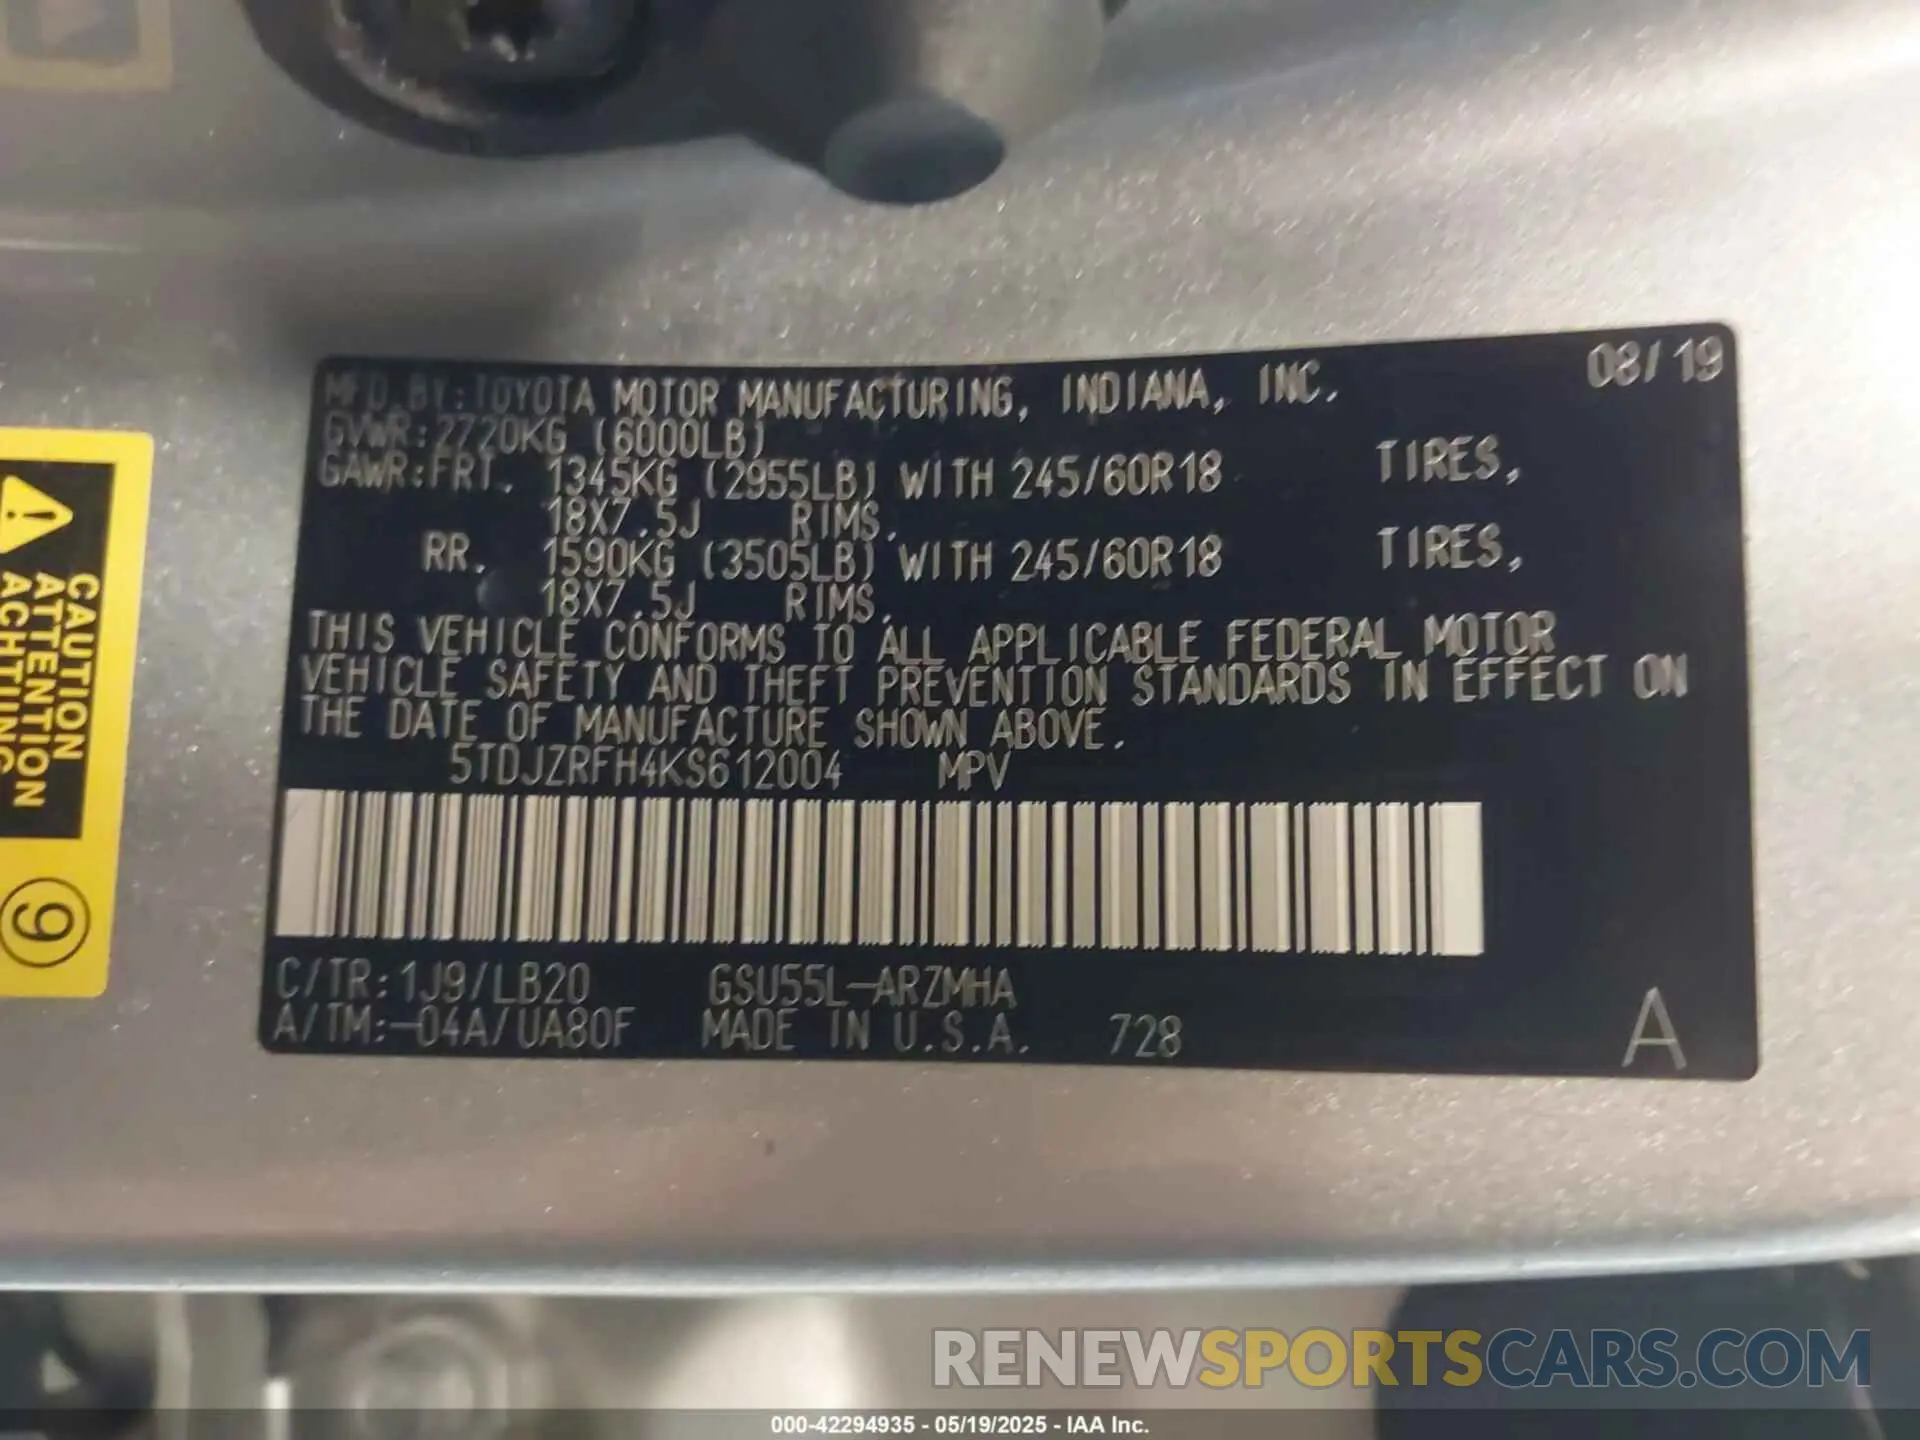 MFD.BY:TOYOTA MOTOR MANUFACTURING, INDIANA, INC. 08/19
GVWR:2720KG (6000LB)
GAWR:FRT. 1345KG (2955LB) WITH 245/60R18 TIRES,
18X7.5J RIMS.
RR. 1590KG (3505LB) WITH 245/60R18 TIRES,
18X7.5J RIMS.
THIS VEHICLE CONFORMS TO ALL APPLICABLE FEDERAL MOTOR
VEHICLE SAFETY AND THEFT PREVENTION STANDARDS IN EFFECT ON
THE DATE OF MANUFACTURE SHOWN ABOVE.
5TDJZRFH4KS612004 MPV
C/TR:1J9/LB20 GSU55L-ARZMHA
A/TM:-04A/UA80F MADE IN U.S.A. 728 A
CAUTION
ATTENTION
ACHTUNG
9
RENEWSPORTSCARS.COM
000-42294935 - 05/19/2025 - IAA Inc.